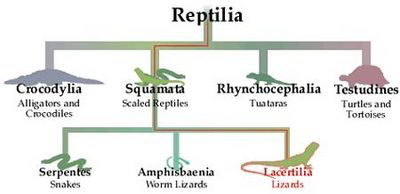 Reptilia
Crocodylia
Alligators and
Crocodiles
Squamata
Scaled Reptiles
Rhynchocephalia
Tuataras
Testudines
Turtles and
Tortoises
Serpentes
Snakes
Amphisbaenia
Worm Lizards
Lacertilia
Lizards